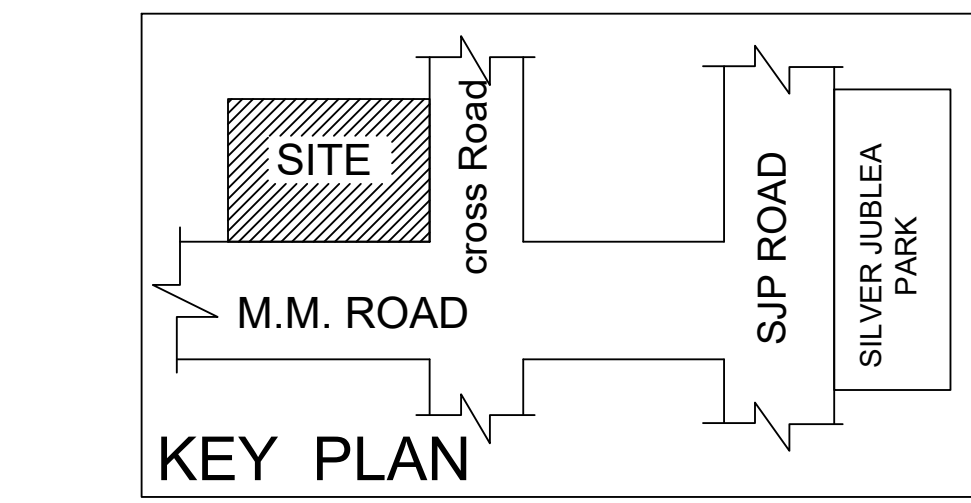 SITE
cross Road
M.M. ROAD
SJP ROAD
SILVER JUBLEA
PARK
KEY PLAN